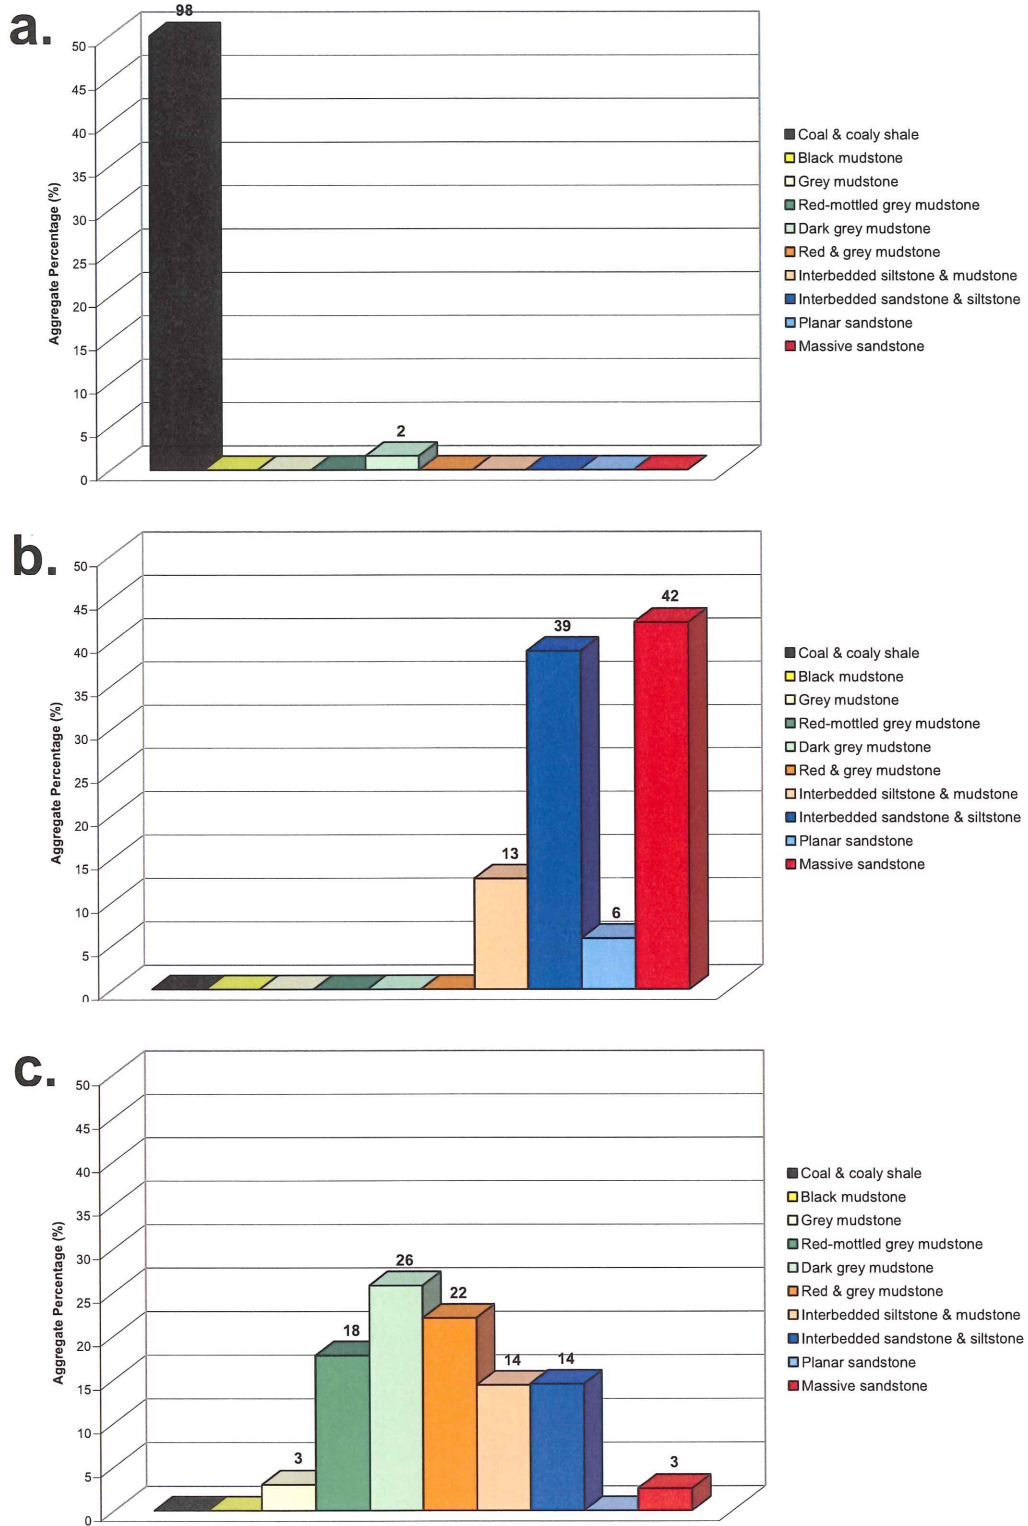 a.
98
50
45
40
35
30
25
20
15
10
5
0
Aggregate Percentage (%)
2
Coal & coaly shale
Black mudstone
Grey mudstone
Red-mottled grey mudstone
Dark grey mudstone
Red & grey mudstone
Interbedded siltstone & mudstone
Interbedded sandstone & siltstone
Planar sandstone
Massive sandstone
b.
50
45
40
35
30
25
20
15
10
5
0
Aggregate Percentage (%)
13
39
6
42
Coal & coaly shale
Black mudstone
Grey mudstone
Red-mottled grey mudstone
Dark grey mudstone
Red & grey mudstone
Interbedded siltstone & mudstone
Interbedded sandstone & siltstone
Planar sandstone
Massive sandstone
c.
50
45
40
35
30
25
20
15
10
5
0
Aggregate Percentage (%)
3
18
26
22
14
14
3
Coal & coaly shale
Black mudstone
Grey mudstone
Red-mottled grey mudstone
Dark grey mudstone
Red & grey mudstone
Interbedded siltstone & mudstone
Interbedded sandstone & siltstone
Planar sandstone
Massive sandstone